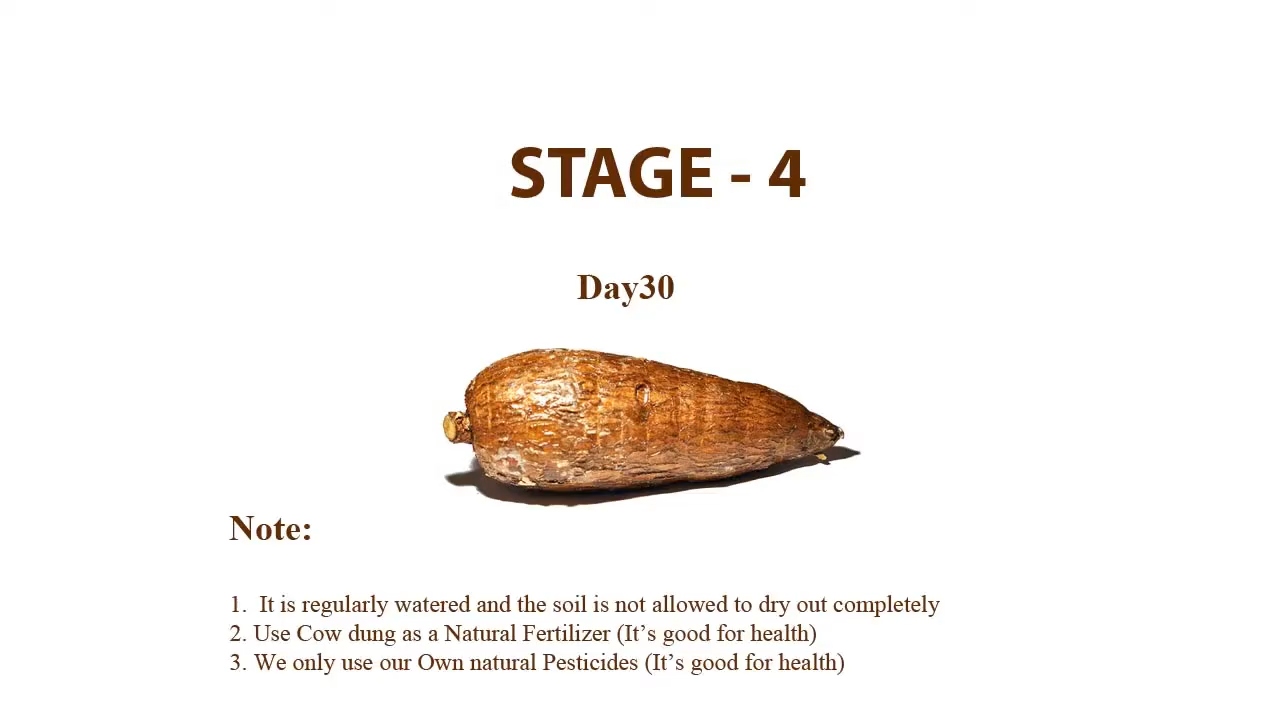 STAGE - 4
Day30
Note:
1.  It is regularly watered and the soil is not allowed to dry out completely
2. Use Cow dung as a Natural Fertilizer (It’s good for health)
3. We only use our Own natural Pesticides (It’s good for health)